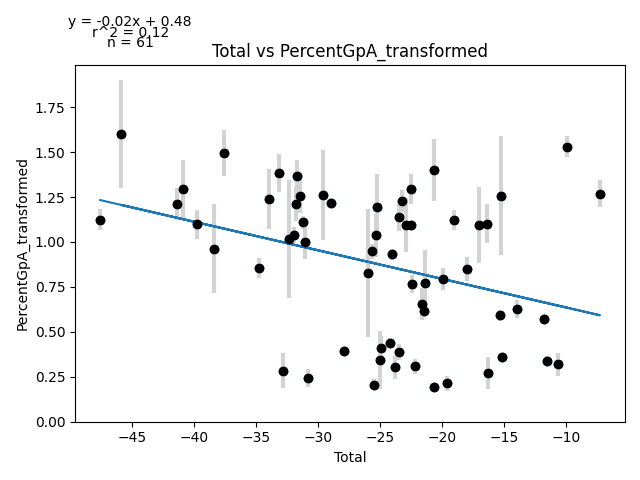 y = -0.02x + 0.48
r^2 = 0.12
n = 61
Total vs PercentGpA_transformed
PercentGpA_transformed
1.75
1.50
1.25
1.00
0.75
0.50
0.25
0.00
−45 −40 −35 −30 −25 −20 −15 −10
Total